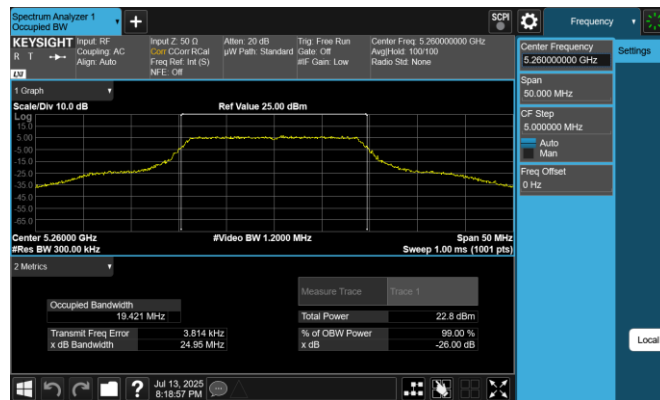 Spectrum Analyzer 1
Occupied BW
SCPI
Frequency
KEYSIGHT
R T
LXI
Input: RF
Coupling: AC
Align: Auto
Input Z: 50 Ω
Corr CCorr RCal
Freq Ref: Int (S)
NFE: Off
Atten: 20 dB
µW Path: Standard
Trig: Free Run
Gate: Off
#IF Gain: Low
Center Freq: 5.260000000 GHz
Avg|Hold: 100/100
Radio Std: None
Center Frequency
5.260000000 GHz
Settings
Span
50.000 MHz
CF Step
5.000000 MHz
Auto
Man
Freq Offset
0 Hz
Local
1 Graph
Scale/Div 10.0 dB
Ref Value 25.00 dBm
Log
15.0
5.00
-5.00
-15.0
-25.0
-35.0
-45.0
-55.0
-65.0
Center 5.26000 GHz
#Video BW 1.2000 MHz
Span 50 MHz
#Res BW 300.00 kHz
Sweep 1.00 ms (1001 pts)
2 Metrics
Measure Trace
Trace 1
Occupied Bandwidth
19.421 MHz
Total Power
22.8 dBm
Transmit Freq Error
3.814 kHz
% of OBW Power
99.00 %
x dB Bandwidth
24.95 MHz
x dB
-26.00 dB
Jul 13, 2025
8:18:57 PM